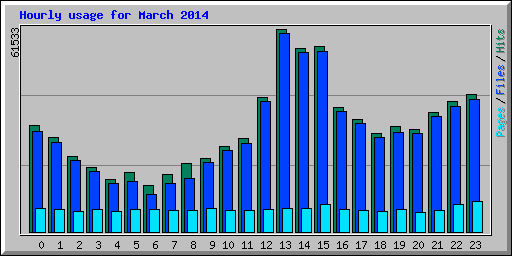 Hourly usage for March 2014
61533
Pages/Files/Hits
0 1 2 3 4 5 6 7 8 9 10 11 12 13 14 15 16 17 18 19 20 21 22 23